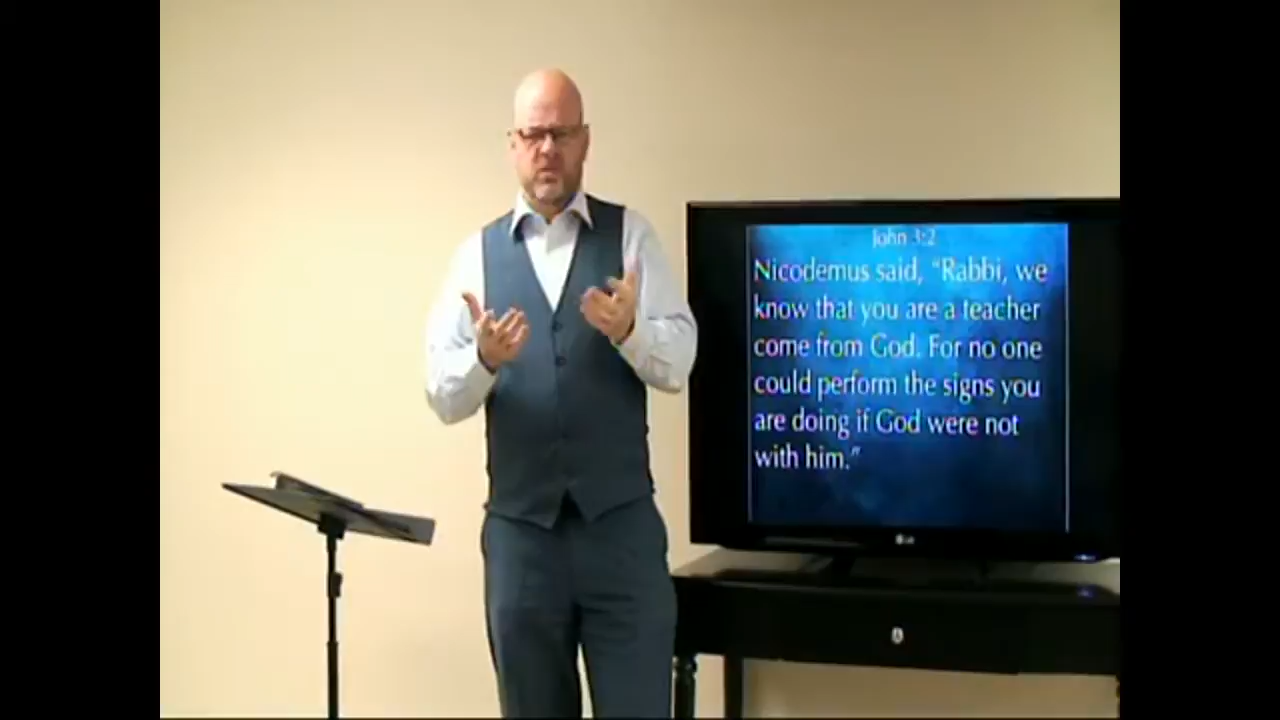 John 3:2
Nicodemus said, “Rabbi, we
know that you are a teacher
come from God. For no one
could perform the signs you
are doing if God were not
with him.”
LG